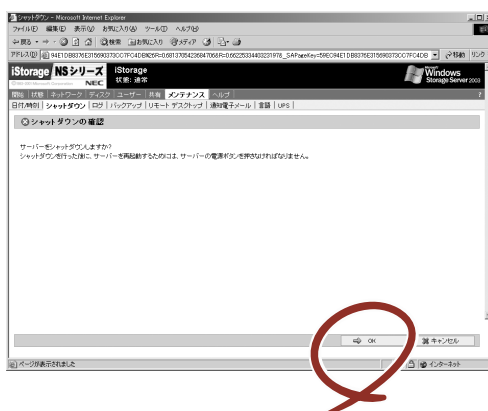 シャットダウン - Microsoft Internet Explorer
ファイル(F) 編集(E) 表示(V) お気に入り(A) ツール(T) ヘルプ(H)
戻る 検索 お気に入り メディア
アドレス(D) 移動 リンク
iStorage NSシリーズ iStorage
状態: 通常
NEC
Microsoft Windows Storage Server 2003
開始 状態 ネットワーク ディスク ユーザー 共有 メンテナンス ヘルプ ?
日付/時刻 シャットダウン ログ バックアップ リモート デスクトップ 通知電子メール 言語 UPS
シャットダウンの確認
サーバーをシャットダウンしますか?
シャットダウンを行った後に、サーバーを再起動するためには、サーバーの電源ボタンを押さなければなりません。
OK キャンセル
ページが表示されました インターネット